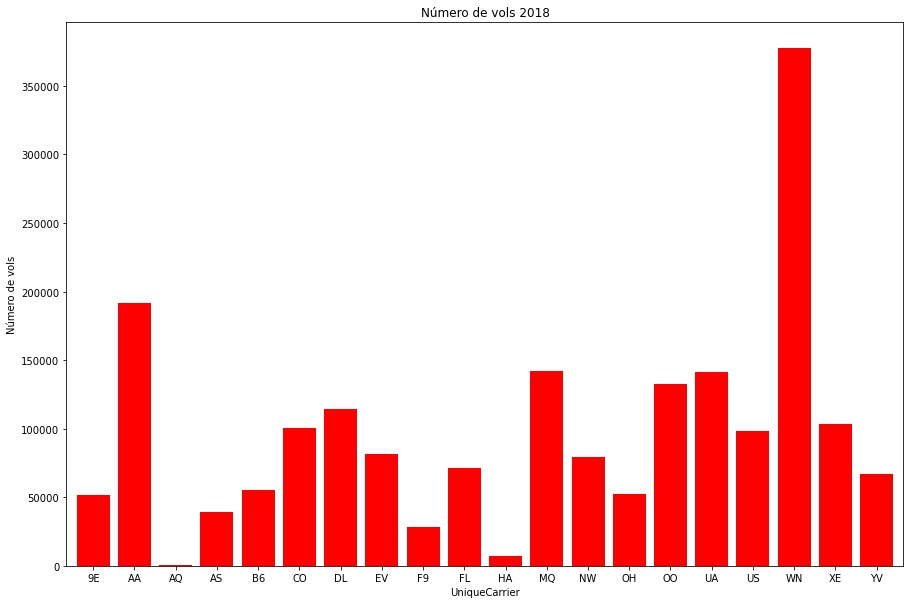 Número de vols 2018
Número de vols
350000
300000
250000
200000
150000
100000
50000
0
9E AA AQ AS B6 CO DL EV F9 FL HA MQ NW OH OO UA US WN XE YV
UniqueCarrier